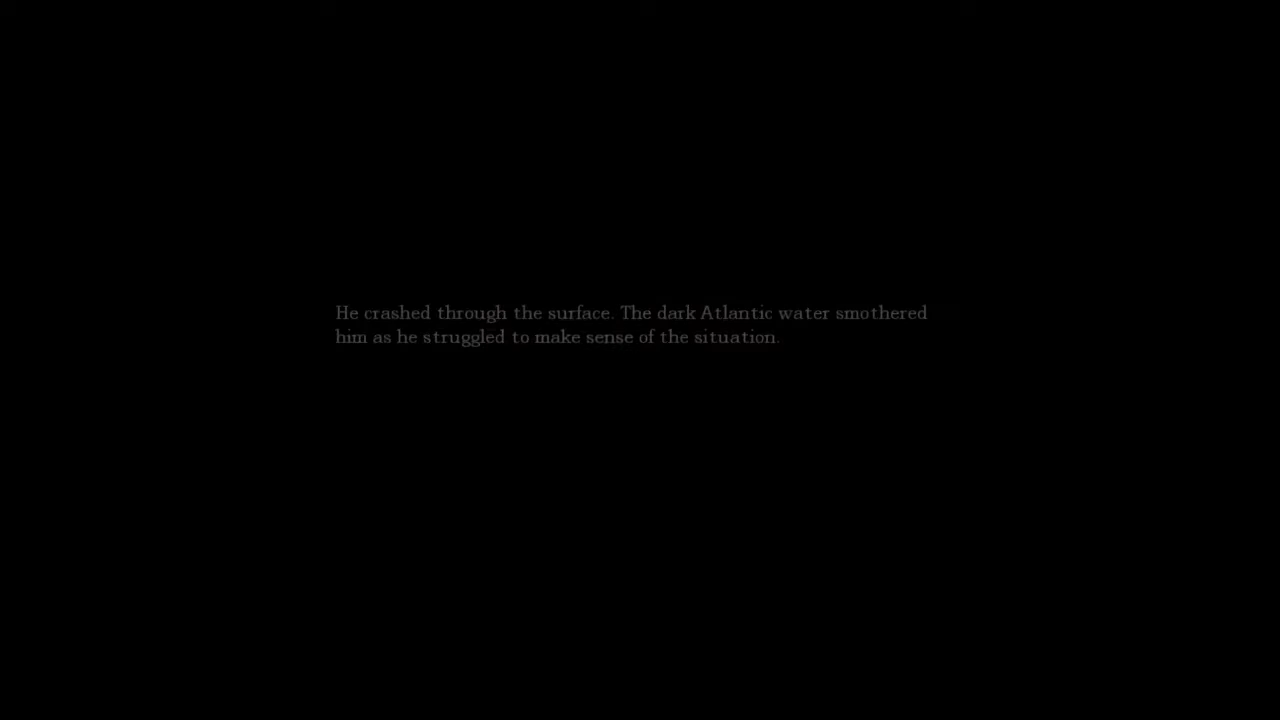 He crashed through the surface. The dark Atlantic water smothered
him as he struggled to make sense of the situation.